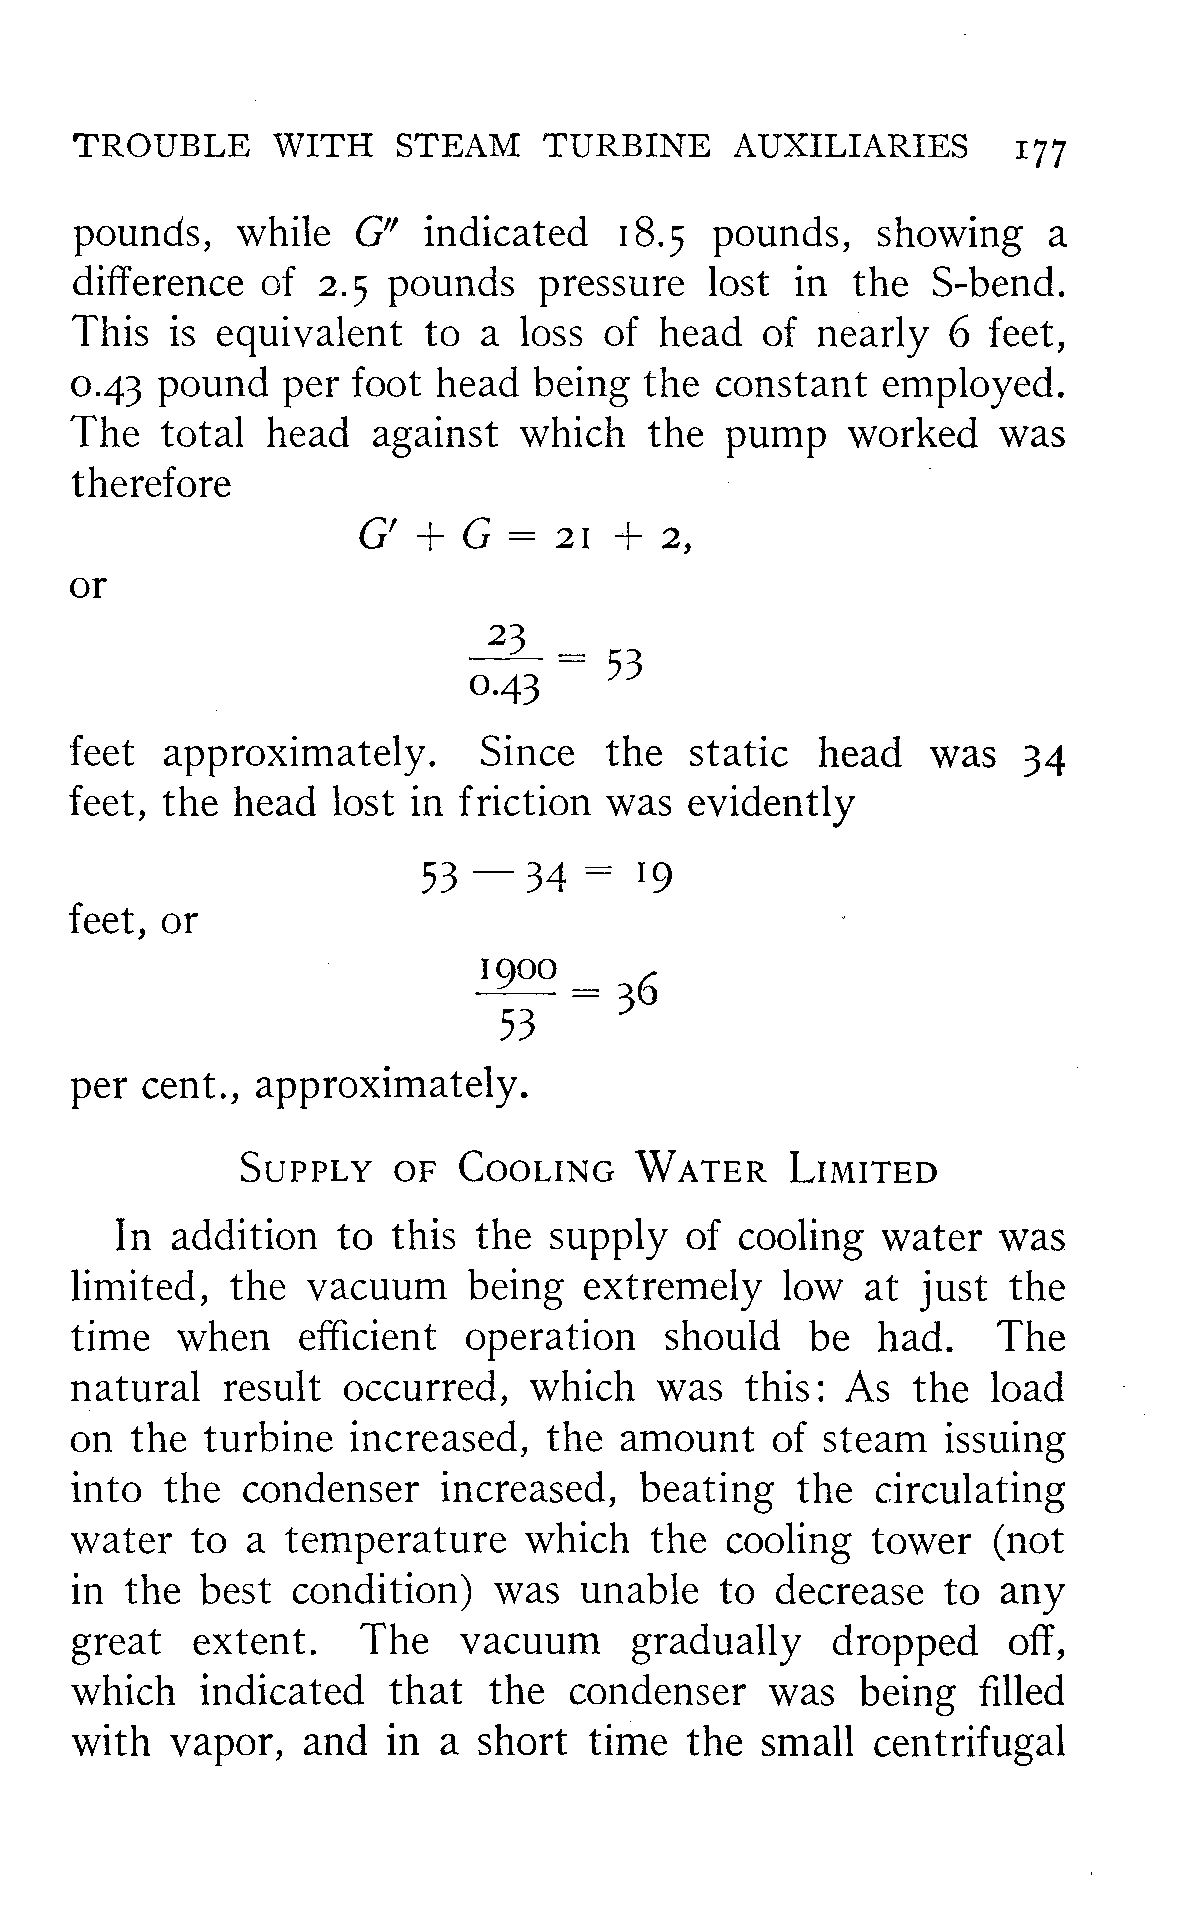 TROUBLE WITH STEAM TURBINE AUXILIARIES 177
pounds, while G″ indicated 18.5 pounds, showing a
difference of 2.5 pounds pressure lost in the S-bend.
This is equivalent to a loss of head of nearly 6 feet,
0.43 pound per foot head being the constant employed.
The total head against which the pump worked was
therefore
G′ + G = 21 + 2,
or
23
0.43 = 53
feet approximately. Since the static head was 34
feet, the head lost in friction was evidently
53 — 34 = 19
feet, or
1900
53 = 36
per cent., approximately.
SUPPLY OF COOLING WATER LIMITED
In addition to this the supply of cooling water was
limited, the vacuum being extremely low at just the
time when efficient operation should be had. The
natural result occurred, which was this: As the load
on the turbine increased, the amount of steam issuing
into the condenser increased, beating the circulating
water to a temperature which the cooling tower (not
in the best condition) was unable to decrease to any
great extent. The vacuum gradually dropped off,
which indicated that the condenser was being filled
with vapor, and in a short time the small centrifugal